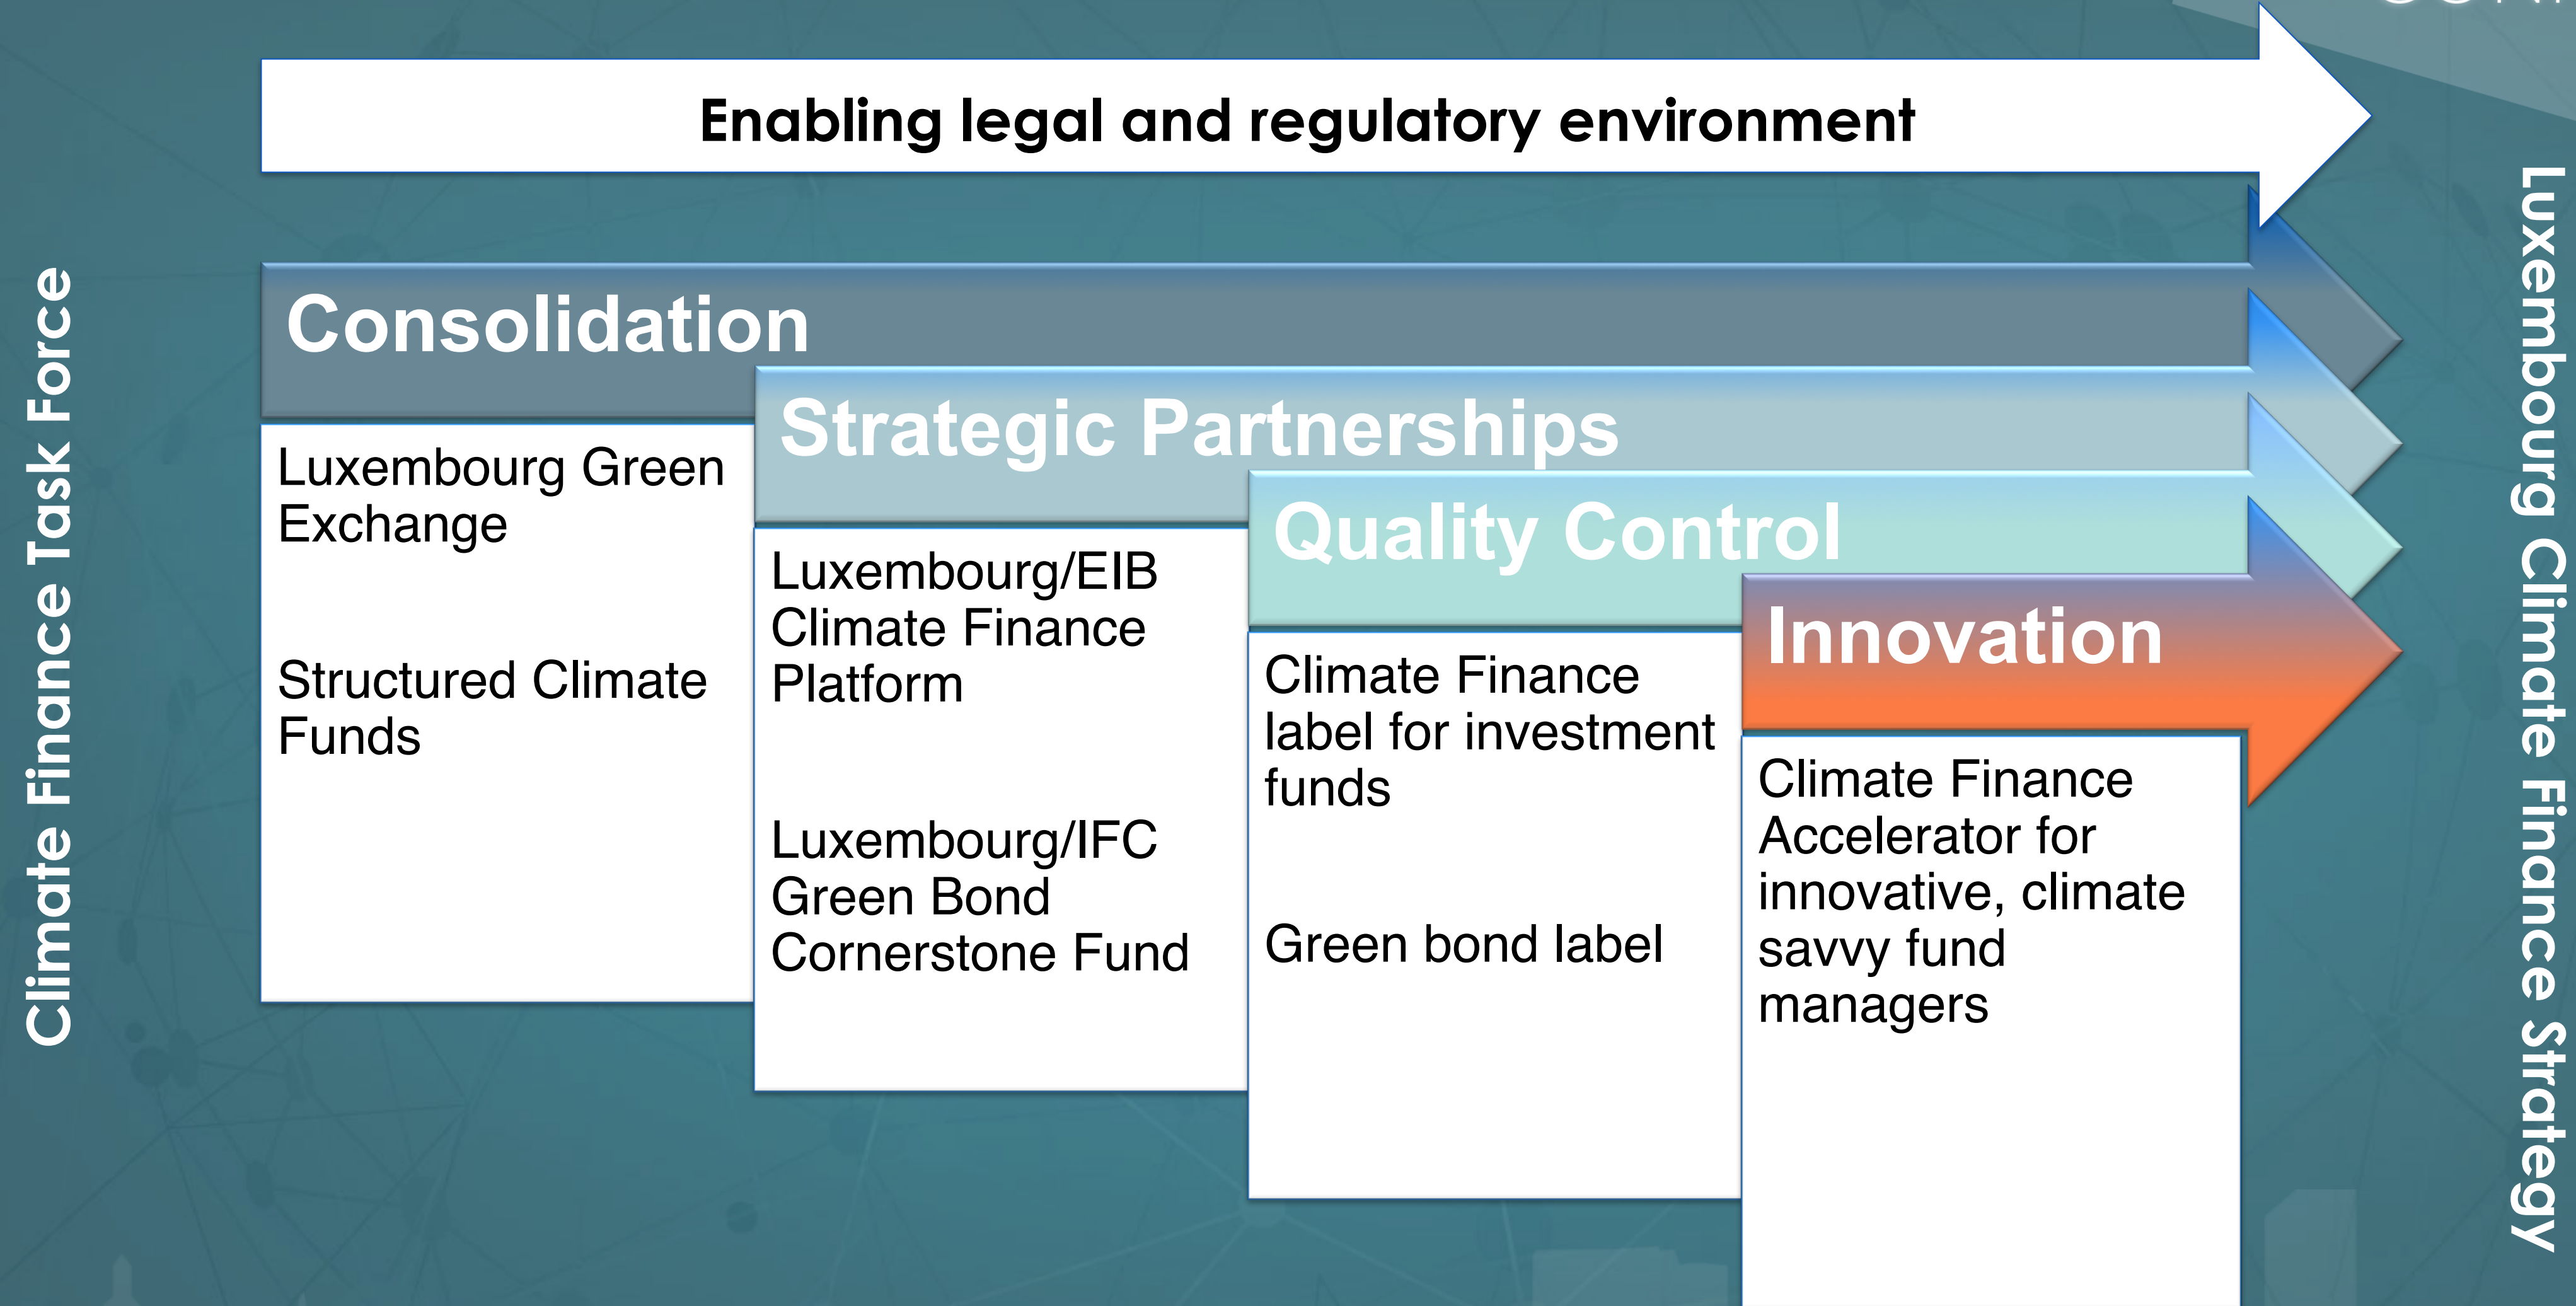 Enabling legal and regulatory environment
Climate Finance Task Force
Consolidation
Luxembourg Green
Exchange
Structured Climate
Funds
Strategic Partnerships
Luxembourg/EIB
Climate Finance
Platform
Luxembourg/IFC
Green Bond
Cornerstone Fund
Quality Control
Climate Finance
label for investment
funds
Green bond label
Innovation
Climate Finance
Accelerator for
innovative, climate
savvy fund
managers
Luxembourg Climate Finance Strategy